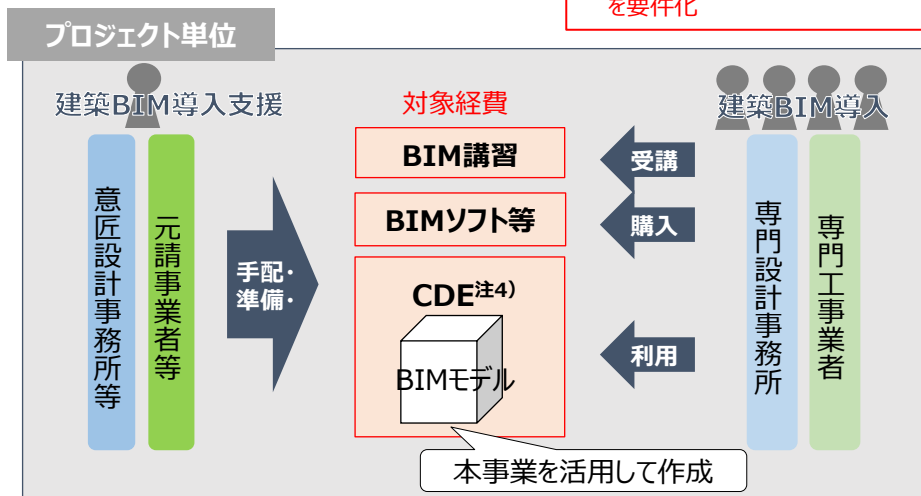 を要件化
プロジェクト単位
建築BIM導入支援
対象経費
建築BIM導入
意匠設計事務所等
元請事業者等
手配・
準備・
BIM講習
BIMソフト等
CDE注4)
BIMモデル
本事業を活用して作成
受講
購入
利用
専門設計事務所
専門工事業者